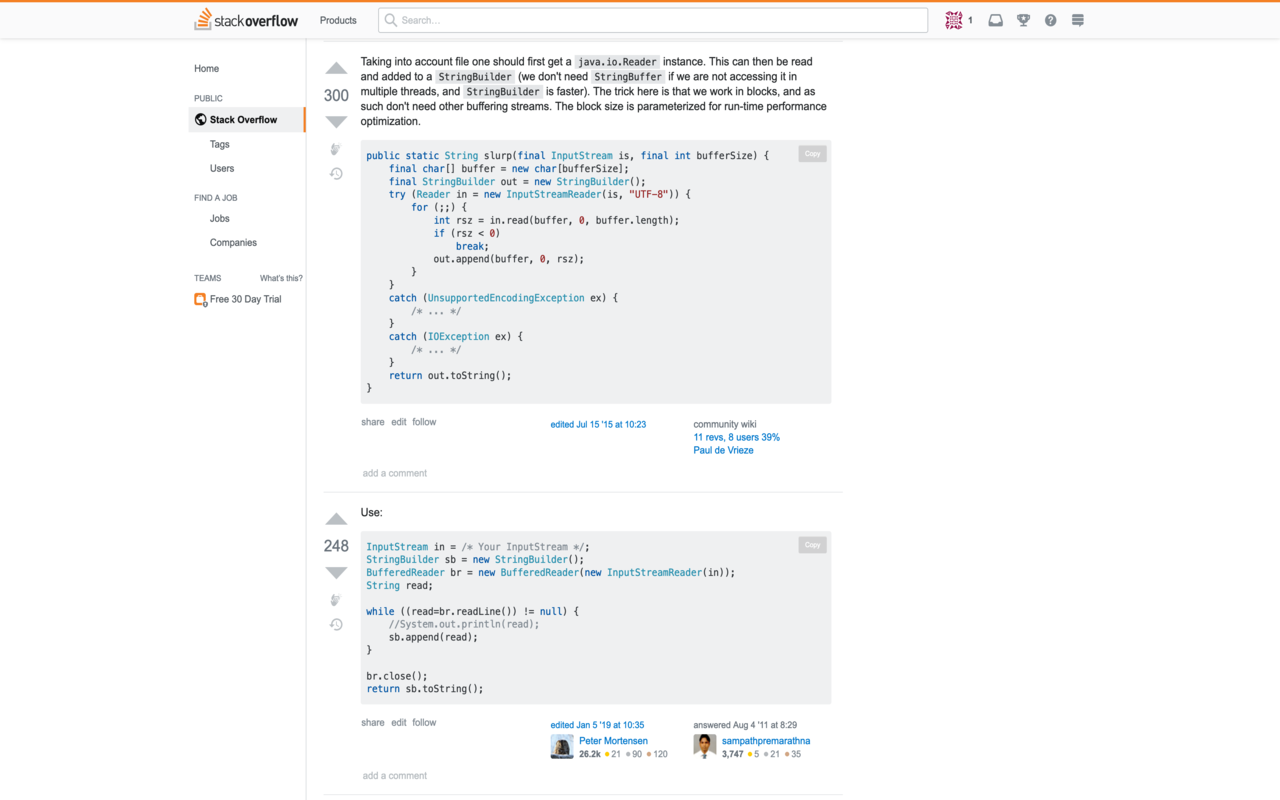 stackoverflow Products Search... 1
Home
PUBLIC
Stack Overflow
Tags
Users
FIND A JOB
Jobs
Companies
TEAMS What's this?
Free 30 Day Trial
300
Taking into account file one should first get a java.io.Reader instance. This can then be read
and added to a StringBuilder (we don't need StringBuffer if we are not accessing it in
multiple threads, and StringBuilder is faster). The trick here is that we work in blocks, and as
such don't need other buffering streams. The block size is parameterized for run-time performance
optimization.
Copy
public static String slurp(final InputStream is, final int bufferSize) {
    final char[] buffer = new char[bufferSize];
    final StringBuilder out = new StringBuilder();
    try (Reader in = new InputStreamReader(is, "UTF-8")) {
        for (;;) {
            int rsz = in.read(buffer, 0, buffer.length);
            if (rsz < 0)
                break;
            out.append(buffer, 0, rsz);
        }
    }
    catch (UnsupportedEncodingException ex) {
        /* ... */
    }
    catch (IOException ex) {
        /* ... */
    }
    return out.toString();
}
share edit follow
edited Jul 15 '15 at 10:23
community wiki
11 revs, 8 users 39%
Paul de Vrieze
add a comment
248
Use:
Copy
InputStream in = /* Your InputStream */;
StringBuilder sb = new StringBuilder();
BufferedReader br = new BufferedReader(new InputStreamReader(in));
String read;
while ((read=br.readLine()) != null) {
    //System.out.println(read);
    sb.append(read);
}
br.close();
return sb.toString();
share edit follow
edited Jan 5 '19 at 10:35
Peter Mortensen
26.2k 21 90 120
answered Aug 4 '11 at 8:29
sampathpremarathna
3,747 5 21 35
add a comment